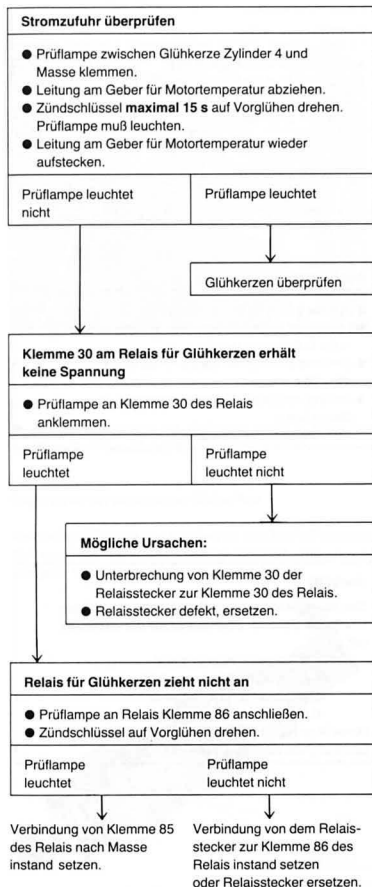 Stromzufuhr überprüfen
● Prüflampe zwischen Glühkerze Zylinder 4 und
Masse klemmen.
● Leitung am Geber für Motortemperatur abziehen.
● Zündschlüssel maximal 15 s auf Vorglühen drehen.
Prüflampe muß leuchten.
● Leitung am Geber für Motortemperatur wieder
aufstecken.
Prüflampe leuchtet
nicht
Prüflampe leuchtet
Glühkerzen überprüfen
Klemme 30 am Relais für Glühkerzen erhält
keine Spannung
● Prüflampe an Klemme 30 des Relais
anklemmen.
Prüflampe
leuchtet
Prüflampe
leuchtet nicht
Mögliche Ursachen:
● Unterbrechung von Klemme 30 der
Relaisstecker zur Klemme 30 des Relais.
● Relaisstecker defekt, ersetzen.
Relais für Glühkerzen zieht nicht an
● Prüflampe an Relais Klemme 86 anschließen.
● Zündschlüssel auf Vorglühen drehen.
Prüflampe
leuchtet
Prüflampe
leuchtet nicht
Verbindung von Klemme 85
des Relais nach Masse
instand setzen.
Verbindung von dem Relais-
stecker zur Klemme 86 des
Relais instand setzen
oder Relaisstecker ersetzen.